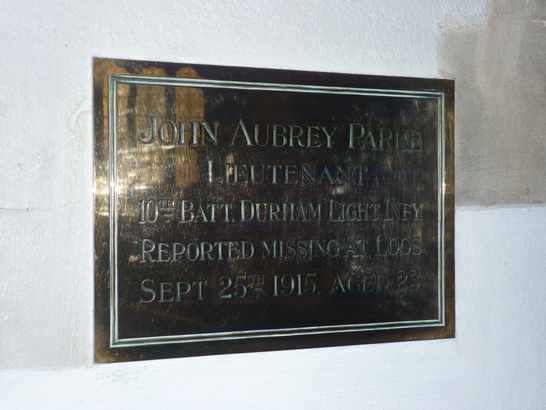 JOHN AUBREY PARKE
LIEUTENANT
10TH BATT. DURHAM LIGHT INFY
REPORTED MISSING AT LOOS
SEPT 25TH 1915. AGED 23